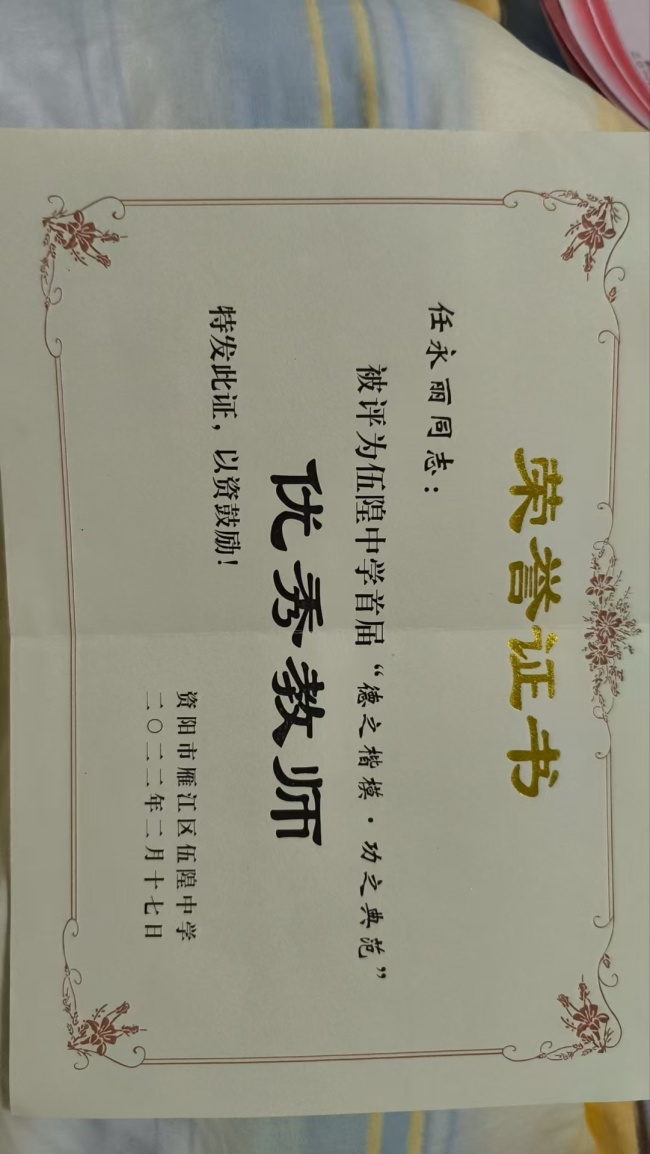 荣誉证书
任永丽同志：
被评为伍隍中学首届“德之楷模·功之典范”
优秀教师
特发此证，以资鼓励！
资阳市雁江区伍隍中学
二〇二二年二月十七日